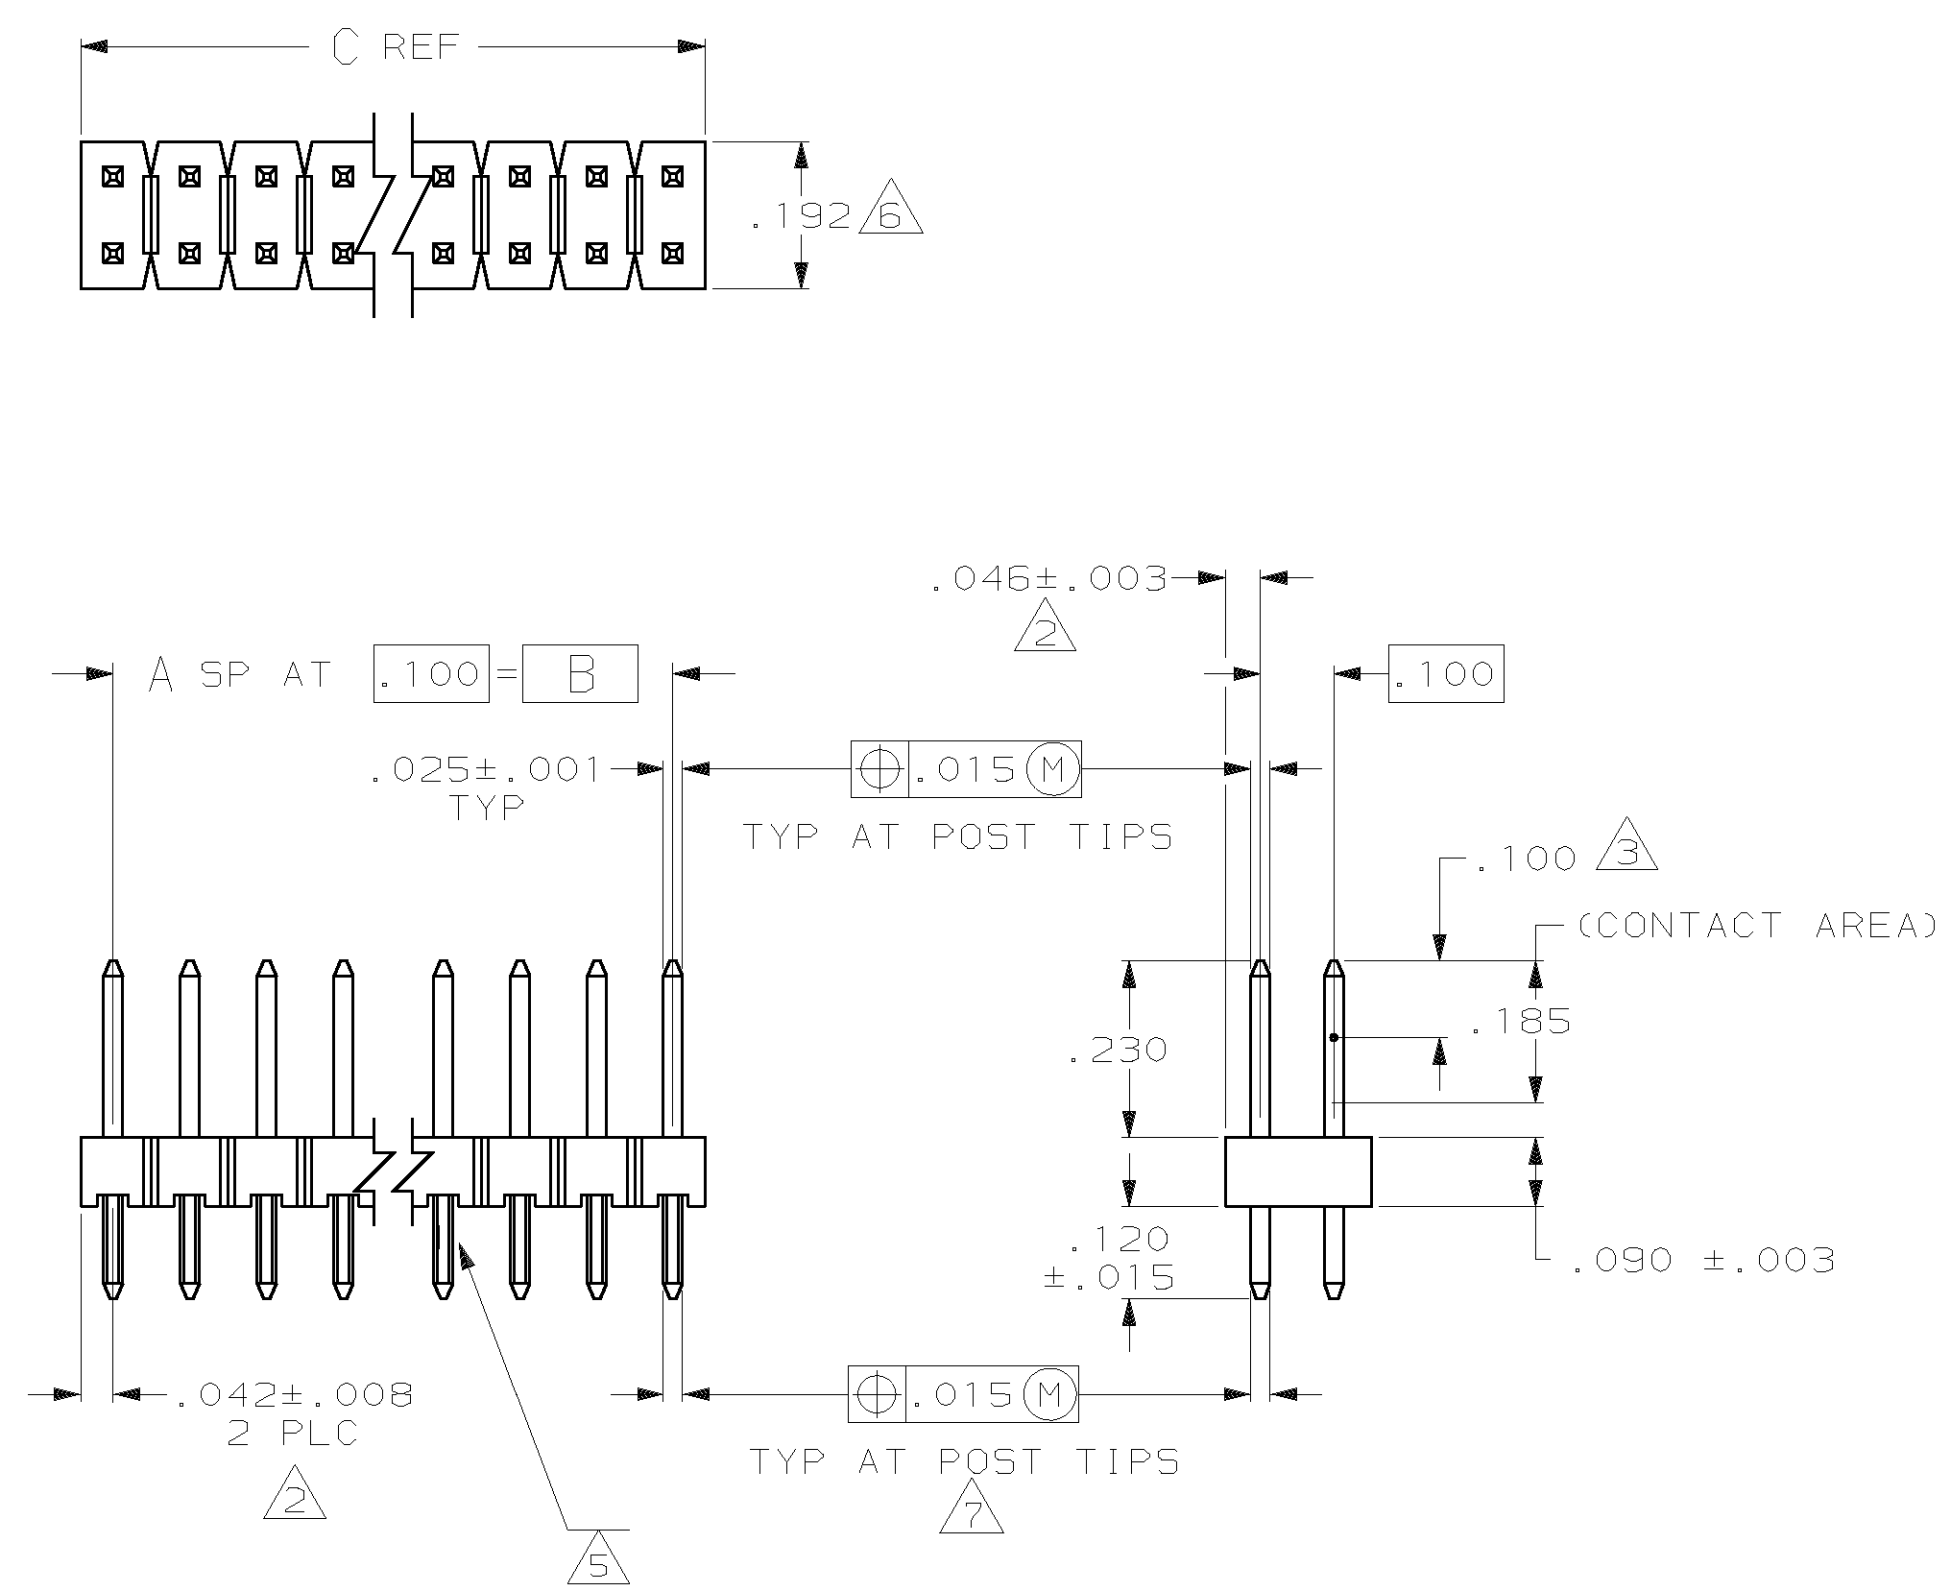 C REF
.192 6
.046±.003
2
A SP AT .100 = B
.100
.025±.001
TYP
.015 M
TYP AT POST TIPS
.100 3
(CONTACT AREA)
.185
.230
.120
±.015
.090 ±.003
.042±.008
2 PLC
2
.015 M
TYP AT POST TIPS
7
5